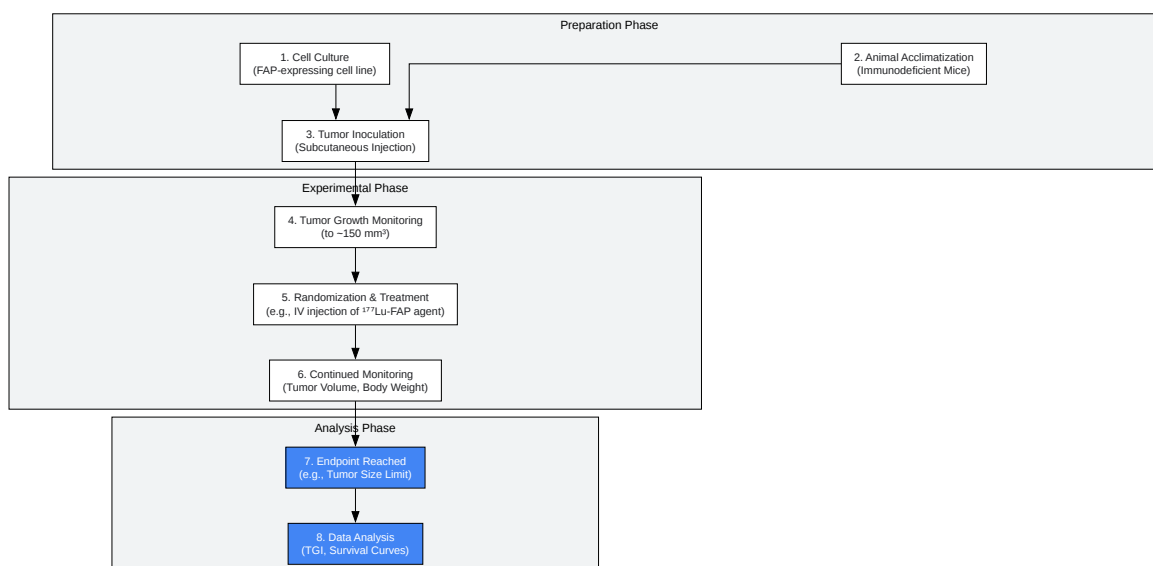 Preparation Phase
1. Cell Culture
(FAP-expressing cell line)
2. Animal Acclimatization
(Immunodeficient Mice)
3. Tumor Inoculation
(Subcutaneous Injection)
Experimental Phase
4. Tumor Growth Monitoring
(to ~150 mm³)
5. Randomization & Treatment
(e.g., IV injection of ¹⁷⁷Lu-FAP agent)
6. Continued Monitoring
(Tumor Volume, Body Weight)
Analysis Phase
7. Endpoint Reached
(e.g., Tumor Size Limit)
8. Data Analysis
(TGI, Survival Curves)